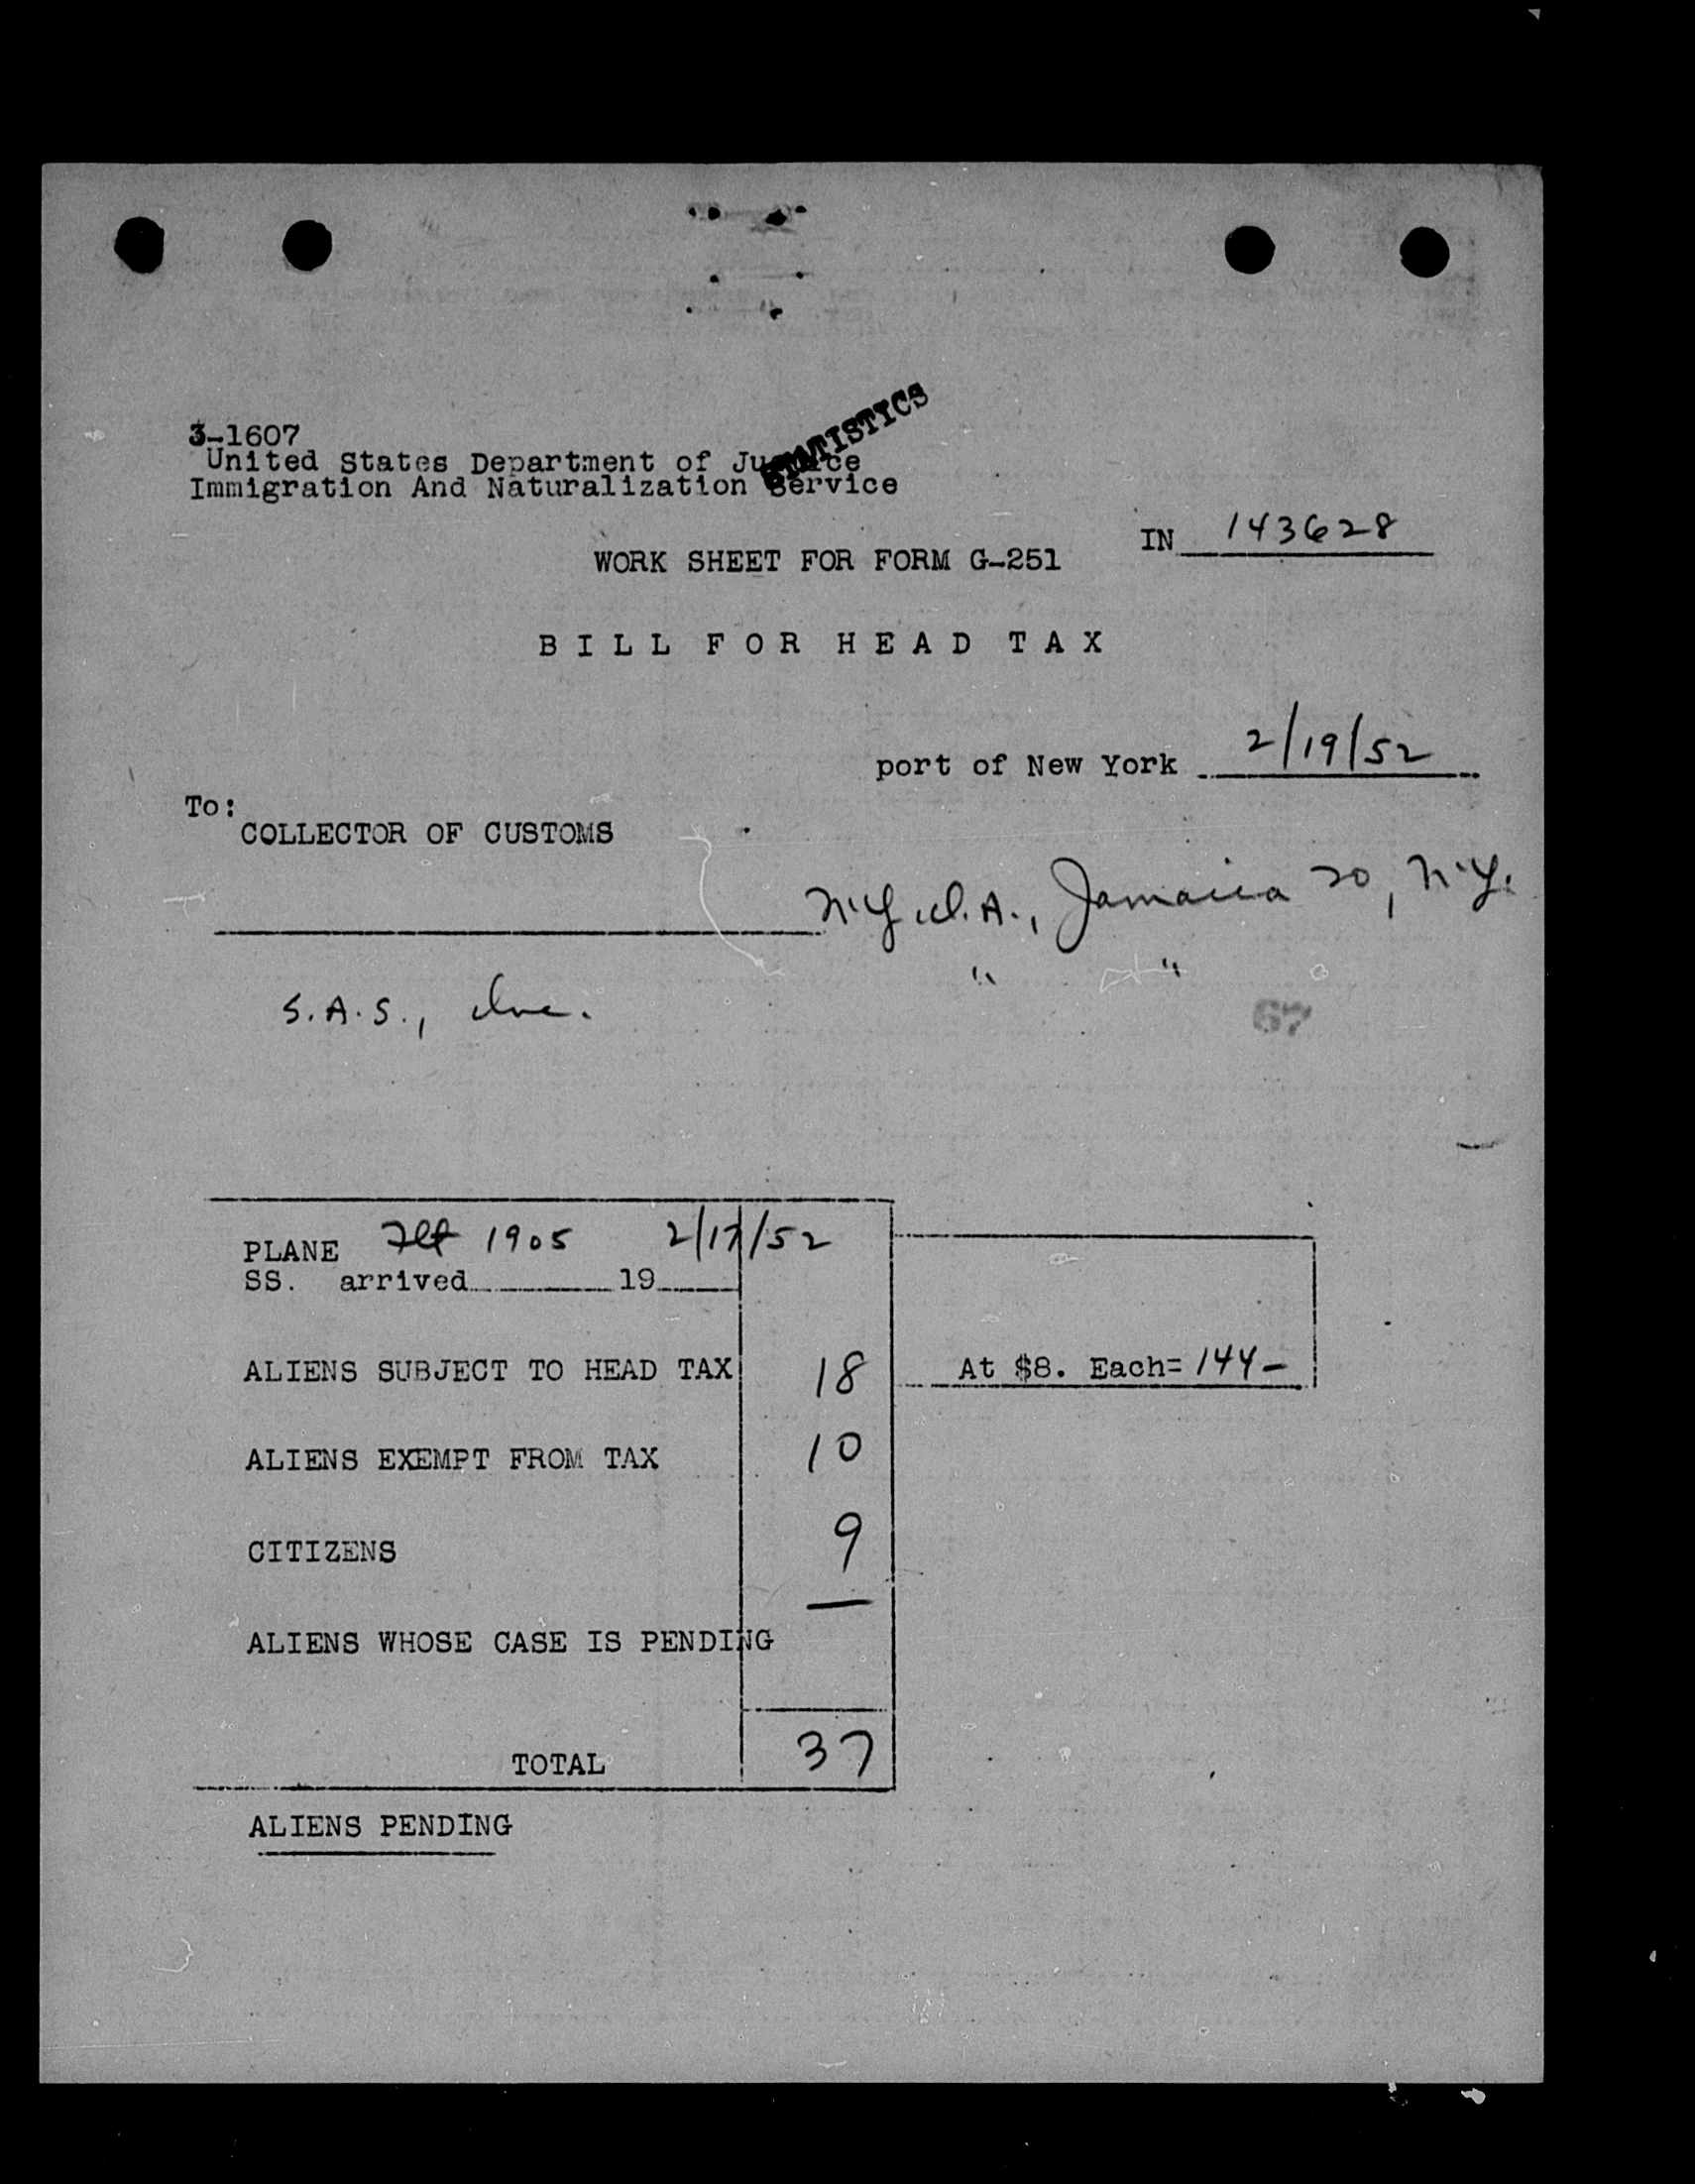 STATISTICS
3-1607
United States Department of Justice
Immigration And Naturalization Service
IN 143628
WORK SHEET FOR FORM G-251
BILL FOR HEAD TAX
port of New York 2/19/52
To:
COLLECTOR OF CUSTOMS
N.Y.I.A., Jamaica 20, N.Y.
" "
S.A.S., Inc.
67
PLANE Flt 1905 2/17/52
SS. arrived 19
ALIENS SUBJECT TO HEAD TAX 18 At $8. Each= 144-
ALIENS EXEMPT FROM TAX 10
CITIZENS 9
ALIENS WHOSE CASE IS PENDING —
TOTAL 37
ALIENS PENDING